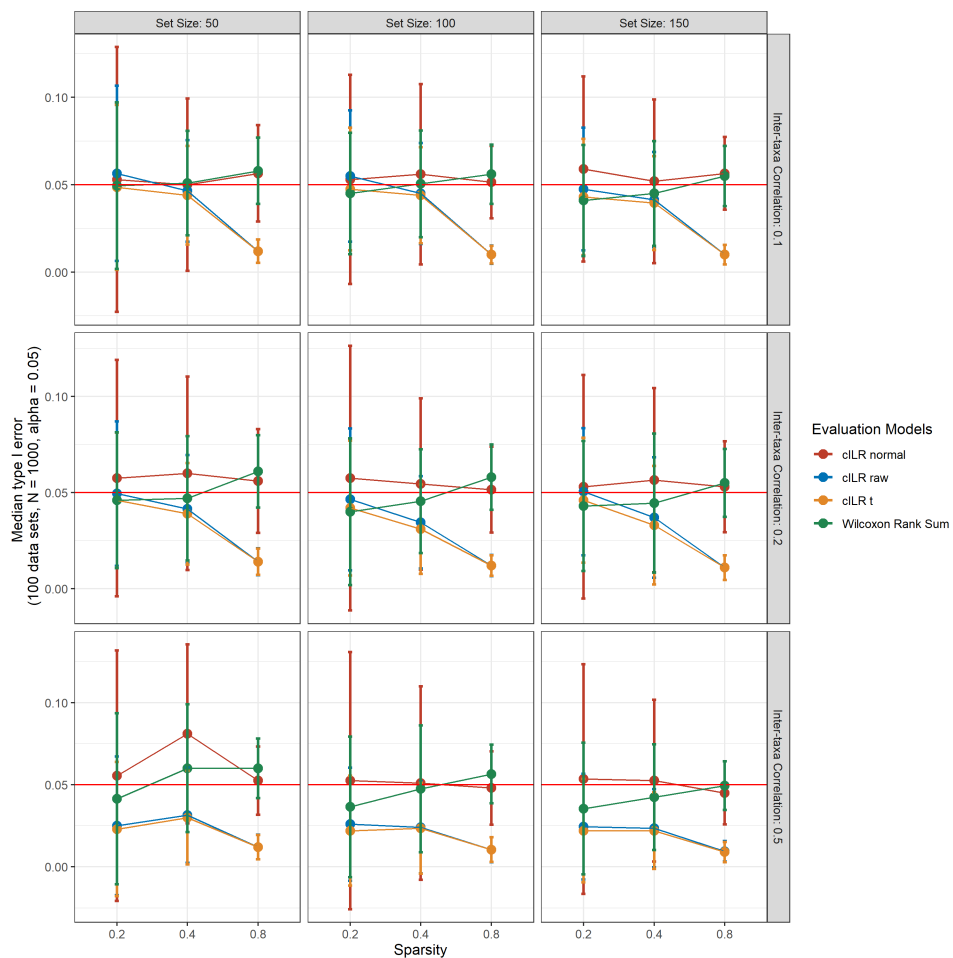 Set Size: 50
Set Size: 100
Set Size: 150
0.10
0.05
0.00
Inter-taxa Correlation: 0.1
0.10
0.05
0.00
Inter-taxa Correlation: 0.2
0.10
0.05
0.00
Inter-taxa Correlation: 0.5
Median type I error
(100 data sets, N = 1000, alpha = 0.05)
0.2
0.4
0.8
0.2
0.4
0.8
0.2
0.4
0.8
Sparsity
Evaluation Models
cILR normal
cILR raw
cILR t
Wilcoxon Rank Sum